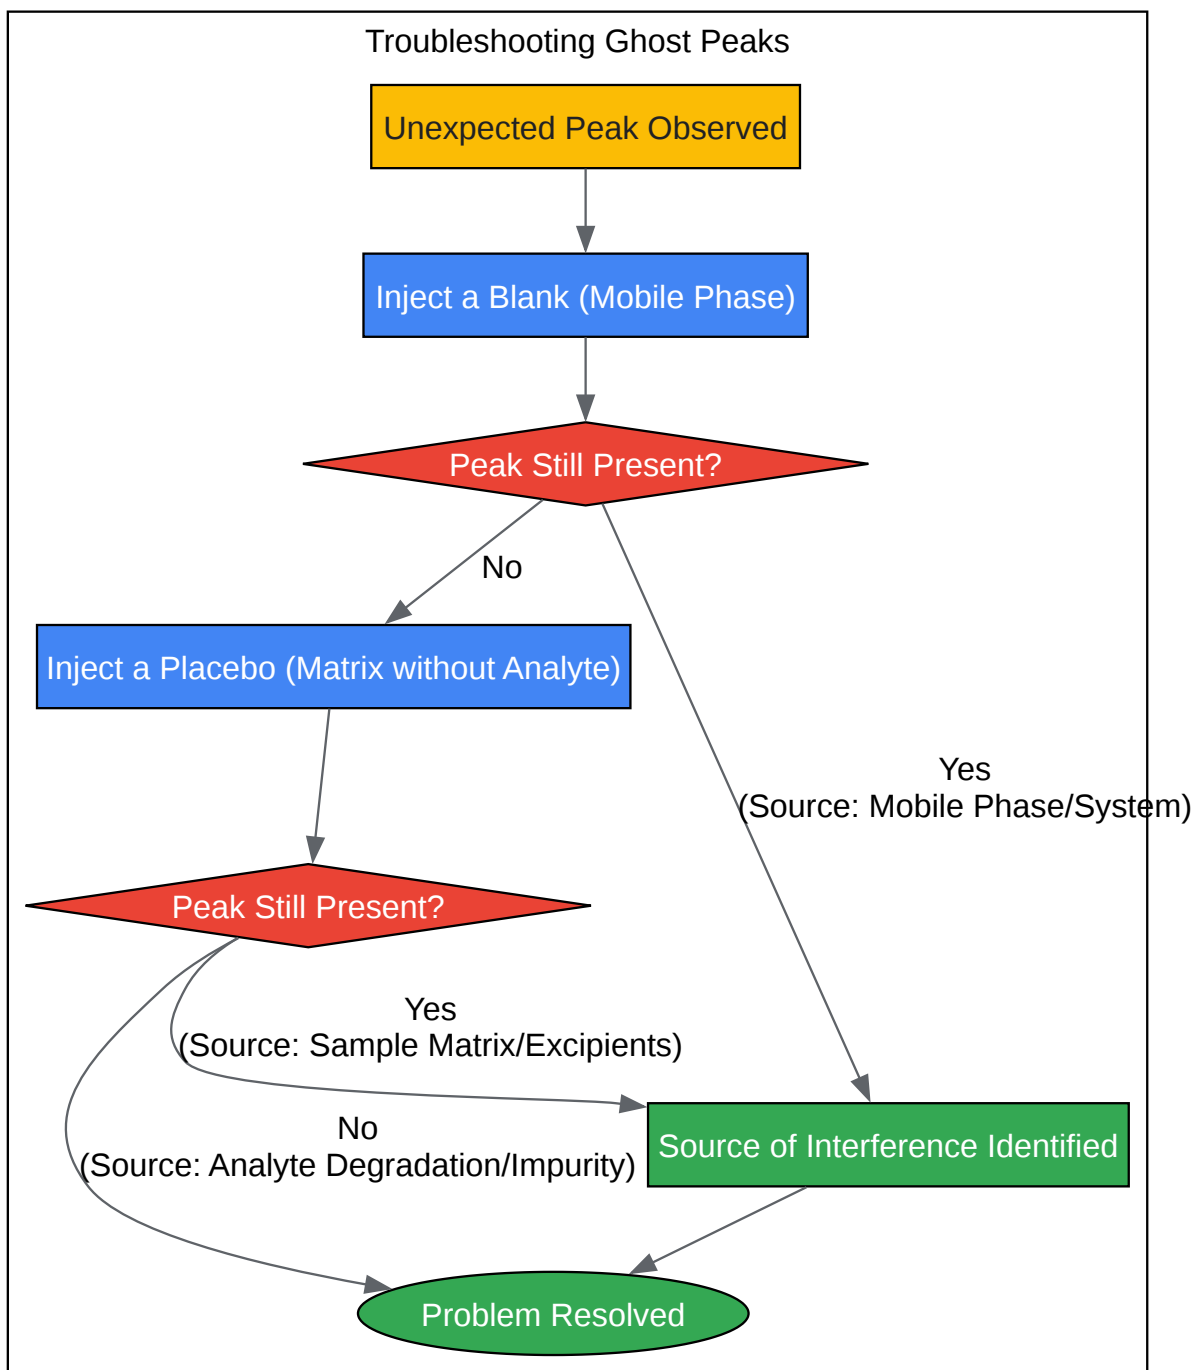 Troubleshooting Ghost Peaks
Unexpected Peak Observed
Inject a Blank (Mobile Phase)
Peak Still Present?
No
Inject a Placebo (Matrix without Analyte)
Yes
(Source: Mobile Phase/System)
Peak Still Present?
Yes
(Source: Sample Matrix/Excipients)
No
(Source: Analyte Degradation/Impurity)
Source of Interference Identified
Problem Resolved